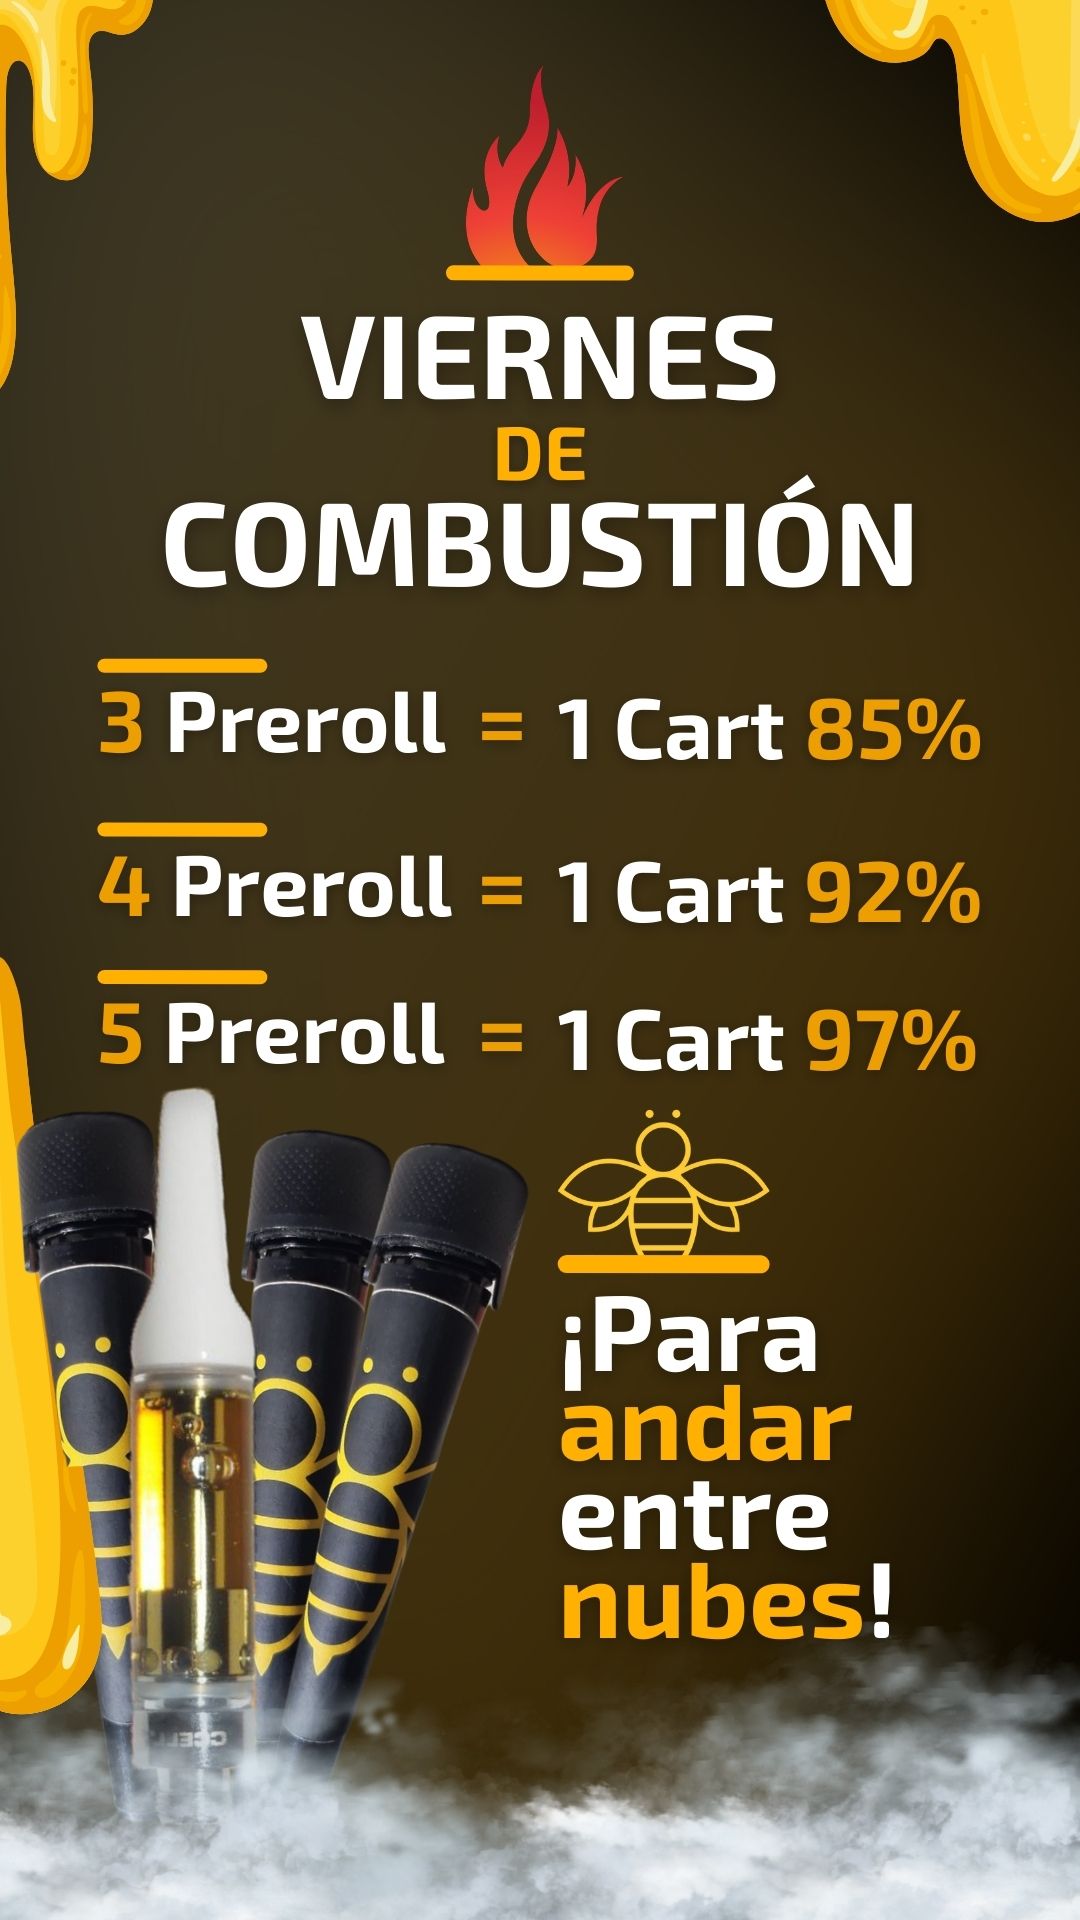 VIERNES
DE
COMBUSTIÓN
3 Preroll = 1 Cart 85%
4 Preroll = 1 Cart 92%
5 Preroll = 1 Cart 97%
¡Para
andar
entre
nubes!